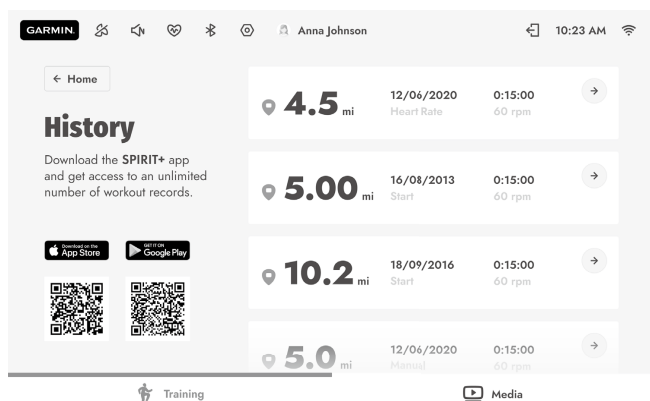 GARMIN.
Anna Johnson
10:23 AM
Home
History
Download the SPIRIT+ app
and get access to an unlimited
number of workout records.
Download on the
App Store
GET IT ON
Google Play
4.5 mi
12/06/2020
0:15:00
Heart Rate
60 rpm
5.00 mi
16/08/2013
0:15:00
Start
60 rpm
10.2 mi
18/09/2016
0:15:00
Start
60 rpm
5.0 mi
12/06/2020
0:15:00
Manual
60 rpm
Training
Media